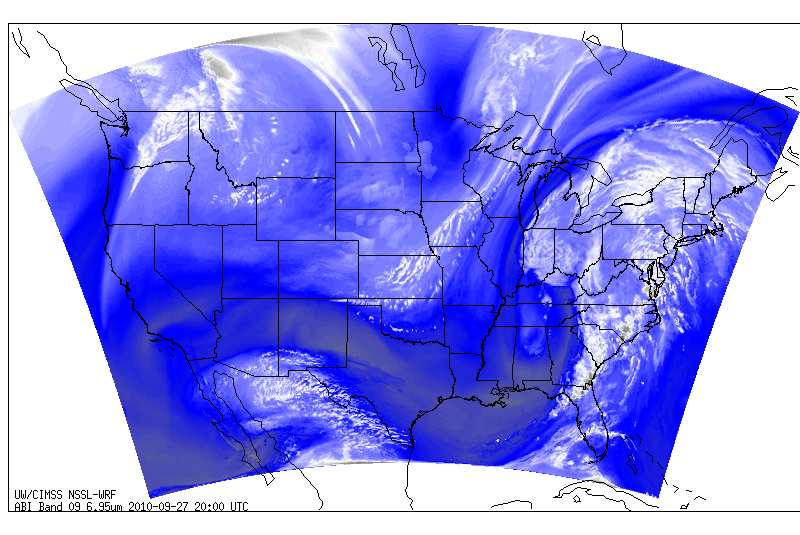 UW/CIMSS NSSL-WRF
ABI Band 09 6.95um 2010-09-27 20:00 UTC